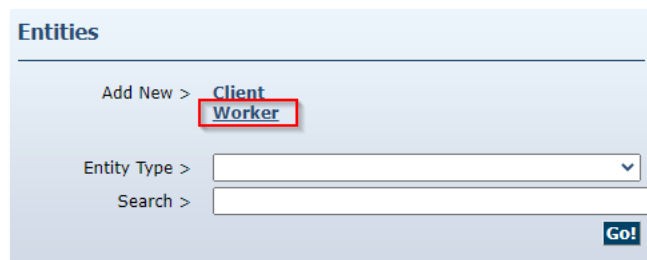 Entities
Add New > Client
Worker
Entity Type >
Search >
Go!